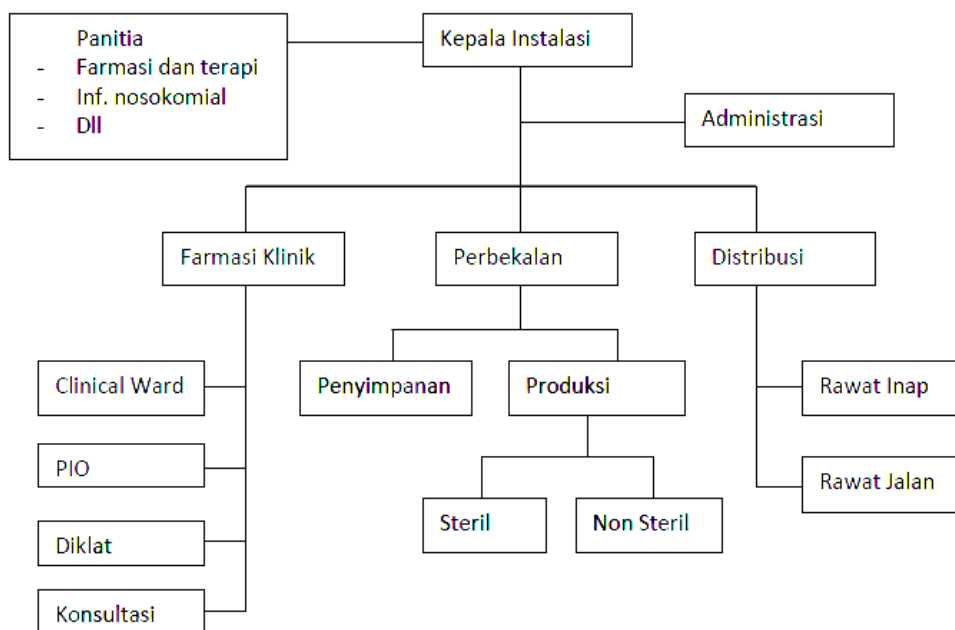 Panitia
- Farmasi dan terapi
- Inf. nosokomial
- Dll
Kepala Instalasi
Administrasi
Farmasi Klinik
Perbekalan
Distribusi
Clinical Ward
PIO
Diklat
Konsultasi
Penyimpanan
Produksi
Steril
Non Steril
Rawat Inap
Rawat Jalan